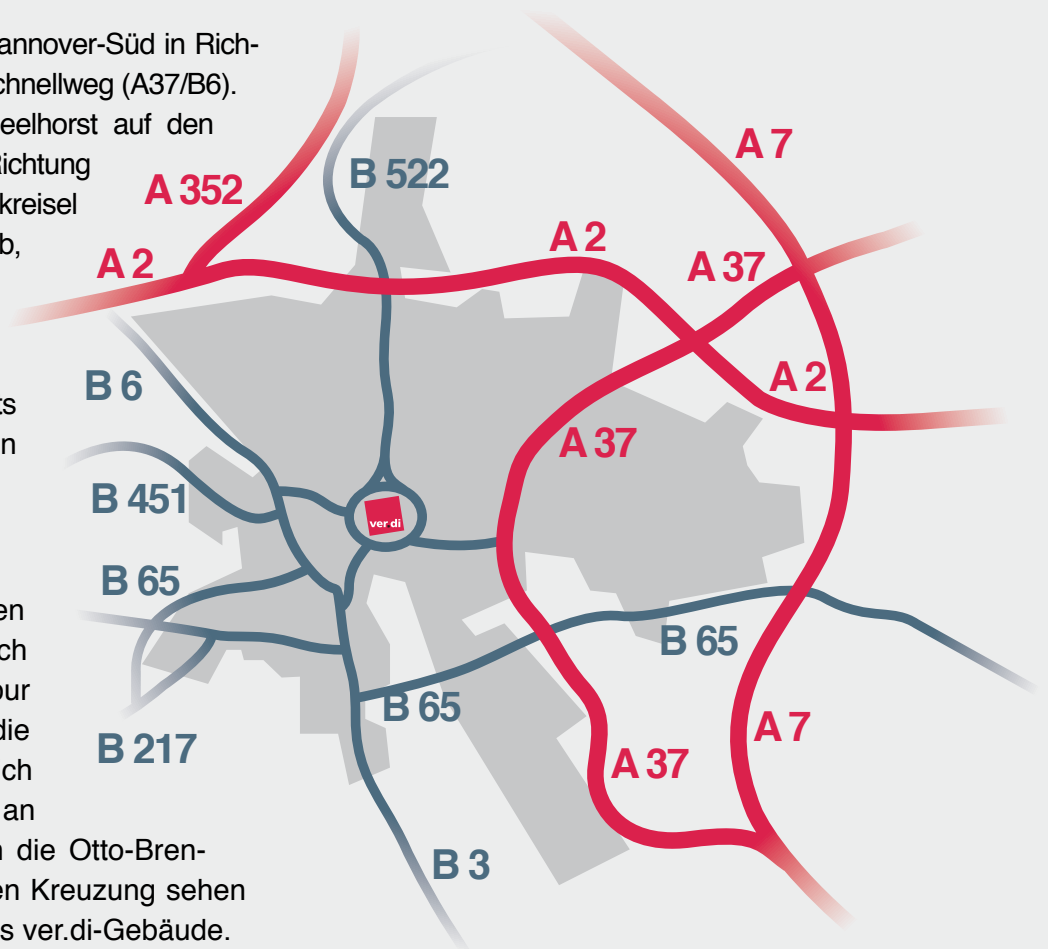 annover-Süd in Rich-
chnellweg (A37/B6).
eelhorst auf den
Richtung
kreisel
b,
ts
n
en
ch
our
die
ch
an
n die Otto-Bren-
en Kreuzung sehen
s ver.di-Gebäude.
A 7
B 522
A 352
A 2
A 2
A 37
B 6
A 2
A 37
B 451
ver.di
B 65
B 65
B 65
B 217
A 7
A 37
B 3